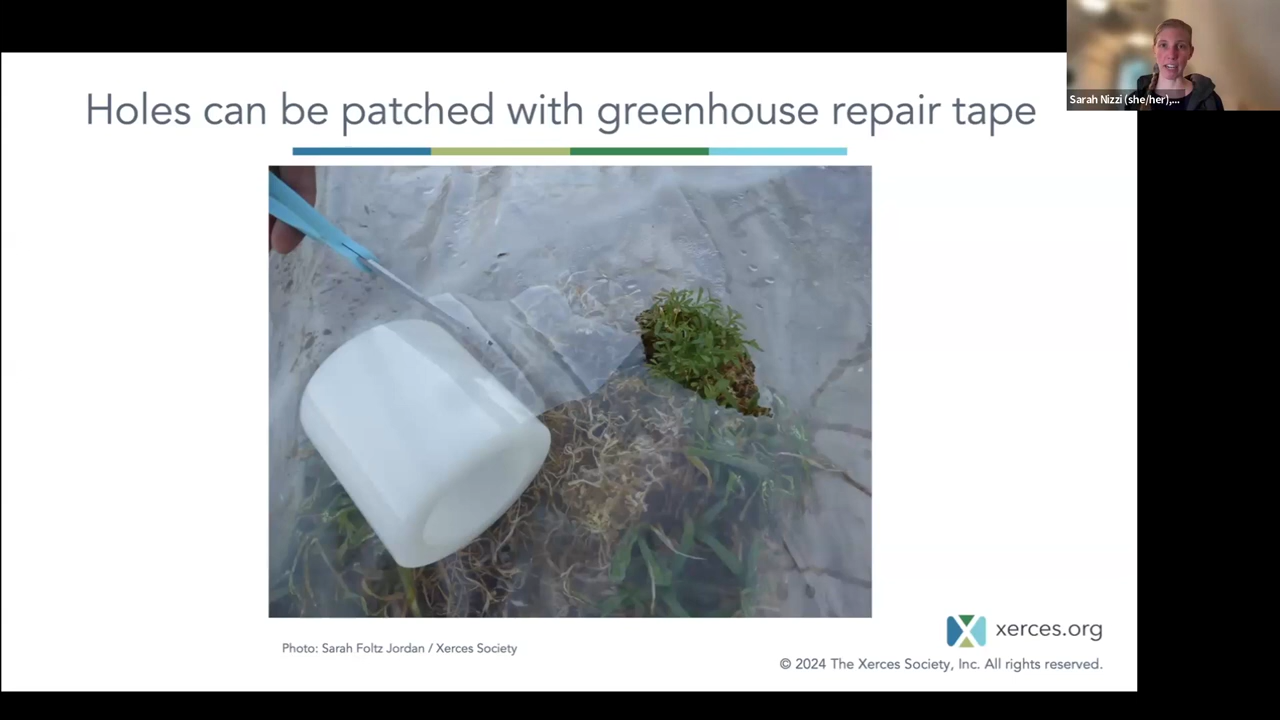 Sarah Nizzi (she/her),...
Holes can be patched with greenhouse repair tape
Photo: Sarah Foltz Jordan / Xerces Society
xerces.org
© 2024 The Xerces Society, Inc. All rights reserved.